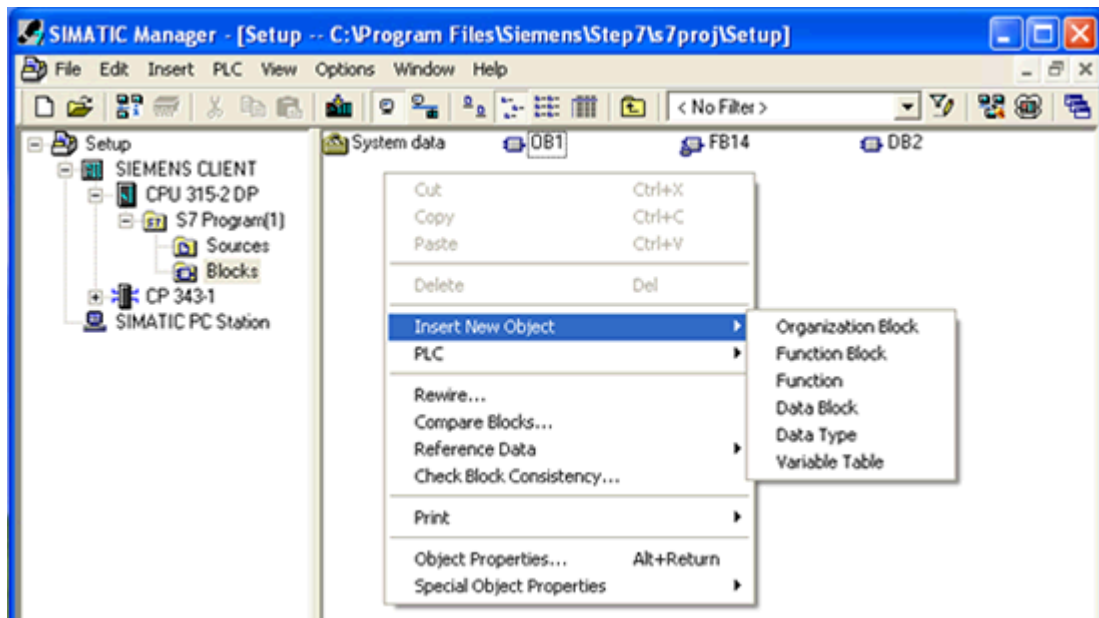 SIMATIC Manager - [Setup -- C:\Program Files\Siemens\Step7\s7proj\Setup]
File Edit Insert PLC View Options Window Help
< No Filter >
Setup
SIEMENS CLIENT
CPU 315-2 DP
S7 Program(1)
Sources
Blocks
CP 343-1
SIMATIC PC Station
System data OB1 FB14 DB2
Cut Ctrl+X
Copy Ctrl+C
Paste Ctrl+V
Delete Del
Insert New Object
PLC
Rewire...
Compare Blocks...
Reference Data
Check Block Consistency...
Print
Object Properties... Alt+Return
Special Object Properties
Organization Block
Function Block
Function
Data Block
Data Type
Variable Table